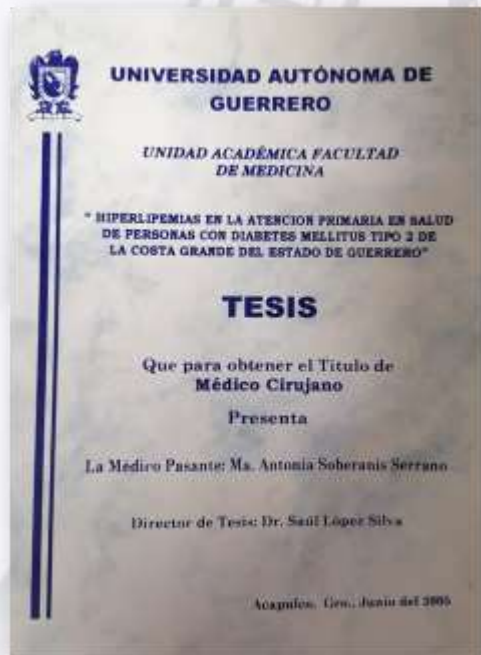 UNIVERSIDAD AUTÓNOMA DE
GUERRERO
UNIDAD ACADÉMICA FACULTAD
DE MEDICINA
" HIPERLIPEMIAS EN LA ATENCION PRIMARIA EN SALUD
DE PERSONAS CON DIABETES MELLITUS TIPO 2 DE
LA COSTA GRANDE DEL ESTADO DE GUERRERO"
TESIS
Que para obtener el Título de
Médico Cirujano
Presenta
La Médico Pasante: Ma. Antonia Soberanis Serrano
Director de Tesis: Dr. Saúl López Silva
Acapulco, Gro., Junio del 2005